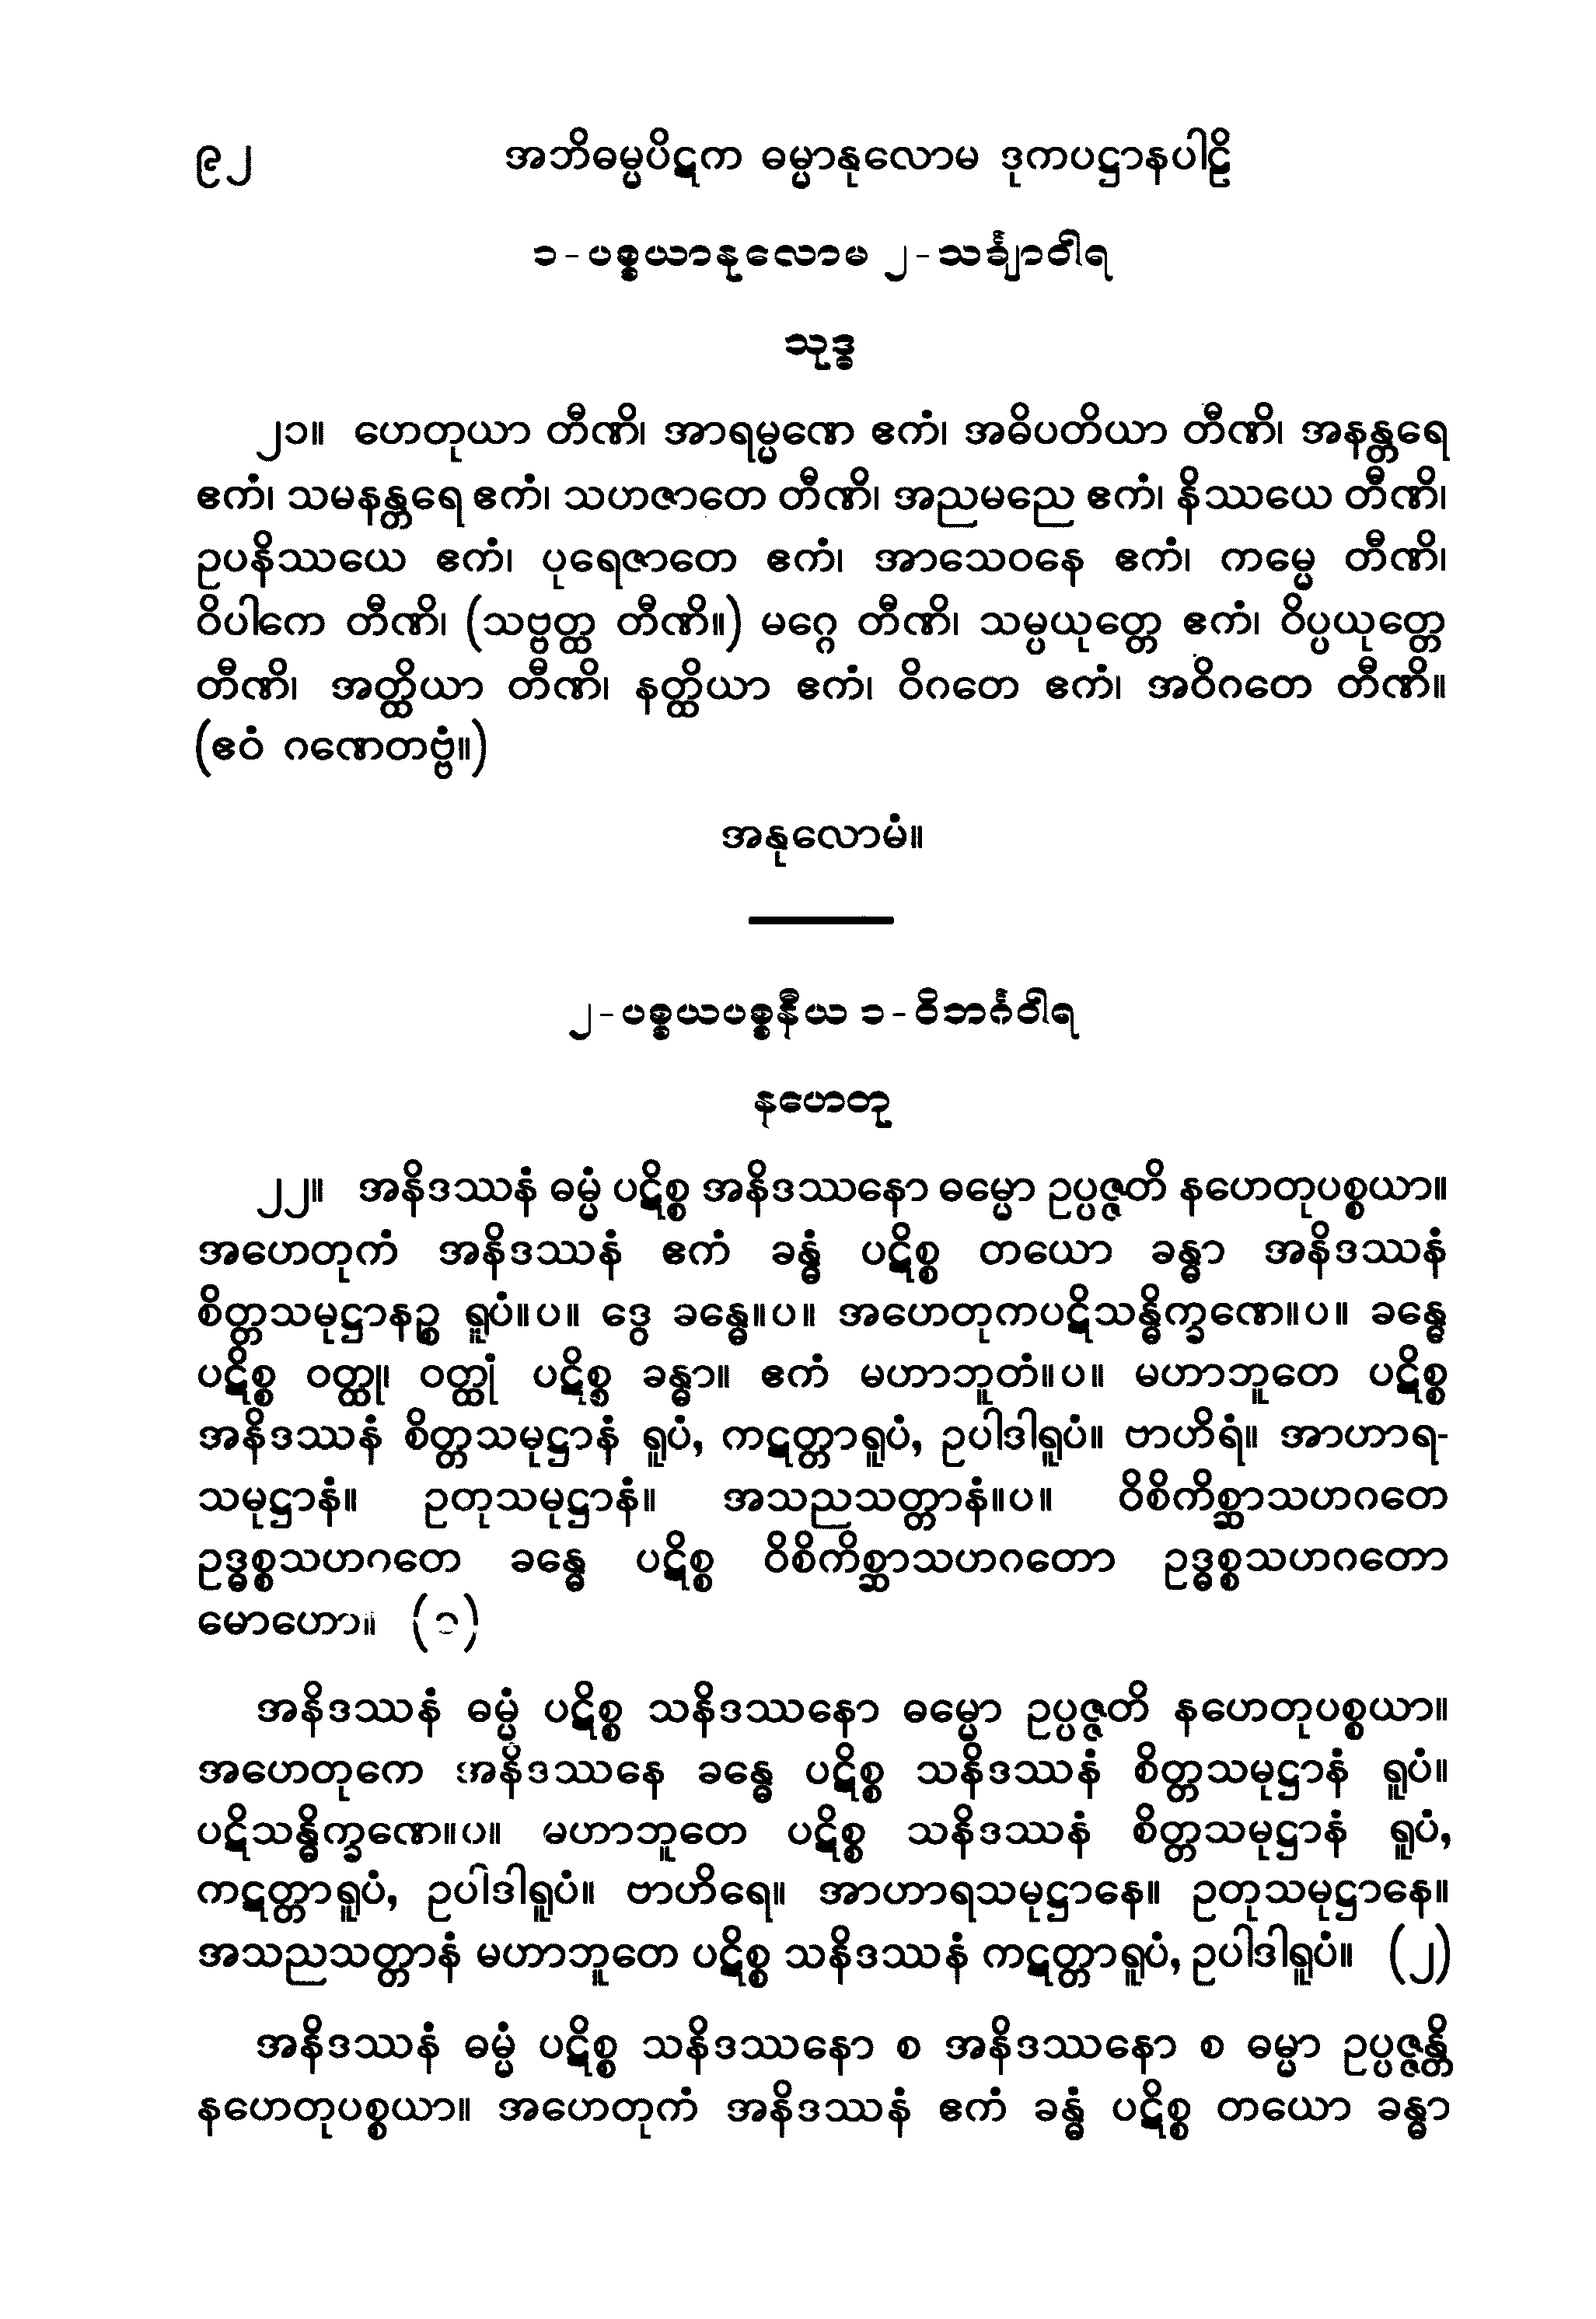 ၉၂ အဘိဓမ္မပိဋက ဓမ္မာနုလောမ ဒုကပဋ္ဌာနပါဠိ
၁-ပစ္စယာနုလောမ ၂-သင်္ချာဝါရ
သုဒ္ဓ
၂၁။ ဟေတုယာ တီဏိ၊ အာရမ္မဏေ ဧကံ၊ အဓိပတိယာ တီဏိ၊ အနန္တရေ
ဧကံ၊ သမနန္တရေ ဧကံ၊ သဟဇာတေ တီဏိ၊ အညမညေ ဧကံ၊ နိဿယေ တီဏိ၊
ဥပနိဿယေ ဧကံ၊ ပုရေဇာတေ ဧကံ၊ အာသေဝနေ ဧကံ၊ ကမ္မေ တီဏိ၊
ဝိပါကေ တီဏိ၊ (သဗ္ဗတ္ထ တီဏိ။) မဂ္ဂေ တီဏိ၊ သမ္ပယုတ္တေ ဧကံ၊ ဝိပ္ပယုတ္တေ
တီဏိ၊ အတ္ထိယာ တီဏိ၊ နတ္ထိယာ ဧကံ၊ ဝိဂတေ ဧကံ၊ အဝိဂတေ တီဏိ။
(ဧဝံ ဂဏေတဗ္ဗံ။)
အနုလောမံ။
၂-ပစ္စယပစ္စနီယ ၁-ဝိဘင်္ဂဝါရ
နဟေတု
၂၂။ အနိဒဿနံ ဓမ္မံ ပဋိစ္စ အနိဒဿနော ဓမ္မော ဥပ္ပဇ္ဇတိ နဟေတုပစ္စယာ။
အဟေတုကံ အနိဒဿနံ ဧကံ ခန္ဓံ ပဋိစ္စ တယော ခန္ဓာ အနိဒဿနံ
စိတ္တသမုဋ္ဌာနဉ္စ ရူပံ။ပ။ ဒွေ ခန္ဓေ။ပ။ အဟေတုကပဋိသန္ဓိက္ခဏေ။ပ။ ခန္ဓေ
ပဋိစ္စ ဝတ္ထု၊ ဝတ္ထုံ ပဋိစ္စ ခန္ဓာ။ ဧကံ မဟာဘူတံ။ပ။ မဟာဘူတေ ပဋိစ္စ
အနိဒဿနံ စိတ္တသမုဋ္ဌာနံ ရူပံ, ကဋတ္တာရူပံ, ဥပါဒါရူပံ။ ဗာဟိရံ။ အာဟာရ-
သမုဋ္ဌာနံ။ ဥတုသမုဋ္ဌာနံ။ အသညသတ္တာနံ။ပ။ ဝိစိကိစ္ဆာသဟဂတေ
ဥဒ္ဓစ္စသဟဂတေ ခန္ဓေ ပဋိစ္စ ဝိစိကိစ္ဆာသဟဂတော ဥဒ္ဓစ္စသဟဂတော
မောဟော။ (၁)
အနိဒဿနံ ဓမ္မံ ပဋိစ္စ သနိဒဿနော ဓမ္မော ဥပ္ပဇ္ဇတိ နဟေတုပစ္စယာ။
အဟေတုကေ အနိဒဿနေ ခန္ဓေ ပဋိစ္စ သနိဒဿနံ စိတ္တသမုဋ္ဌာနံ ရူပံ။
ပဋိသန္ဓိက္ခဏေ။ပ။ မဟာဘူတေ ပဋိစ္စ သနိဒဿနံ စိတ္တသမုဋ္ဌာနံ ရူပံ,
ကဋတ္တာရူပံ, ဥပါဒါရူပံ။ ဗာဟိရေ။ အာဟာရသမုဋ္ဌာနေ။ ဥတုသမုဋ္ဌာနေ။
အသညသတ္တာနံ မဟာဘူတေ ပဋိစ္စ သနိဒဿနံ ကဋတ္တာရူပံ, ဥပါဒါရူပံ။ (၂)
အနိဒဿနံ ဓမ္မံ ပဋိစ္စ သနိဒဿနော စ အနိဒဿနော စ ဓမ္မာ ဥပ္ပဇ္ဇန္တိ
နဟေတုပစ္စယာ။ အဟေတုကံ အနိဒဿနံ ဧကံ ခန္ဓံ ပဋိစ္စ တယော ခန္ဓာ